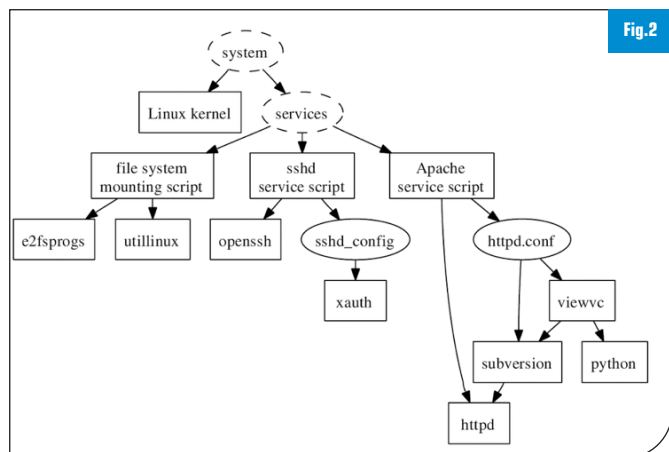 Fig.2
system
Linux kernel
services
file system
mounting script
sshd
service script
Apache
service script
e2fsprogs
utillinux
openssh
sshd_config
httpd.conf
xauth
viewvc
subversion
python
httpd